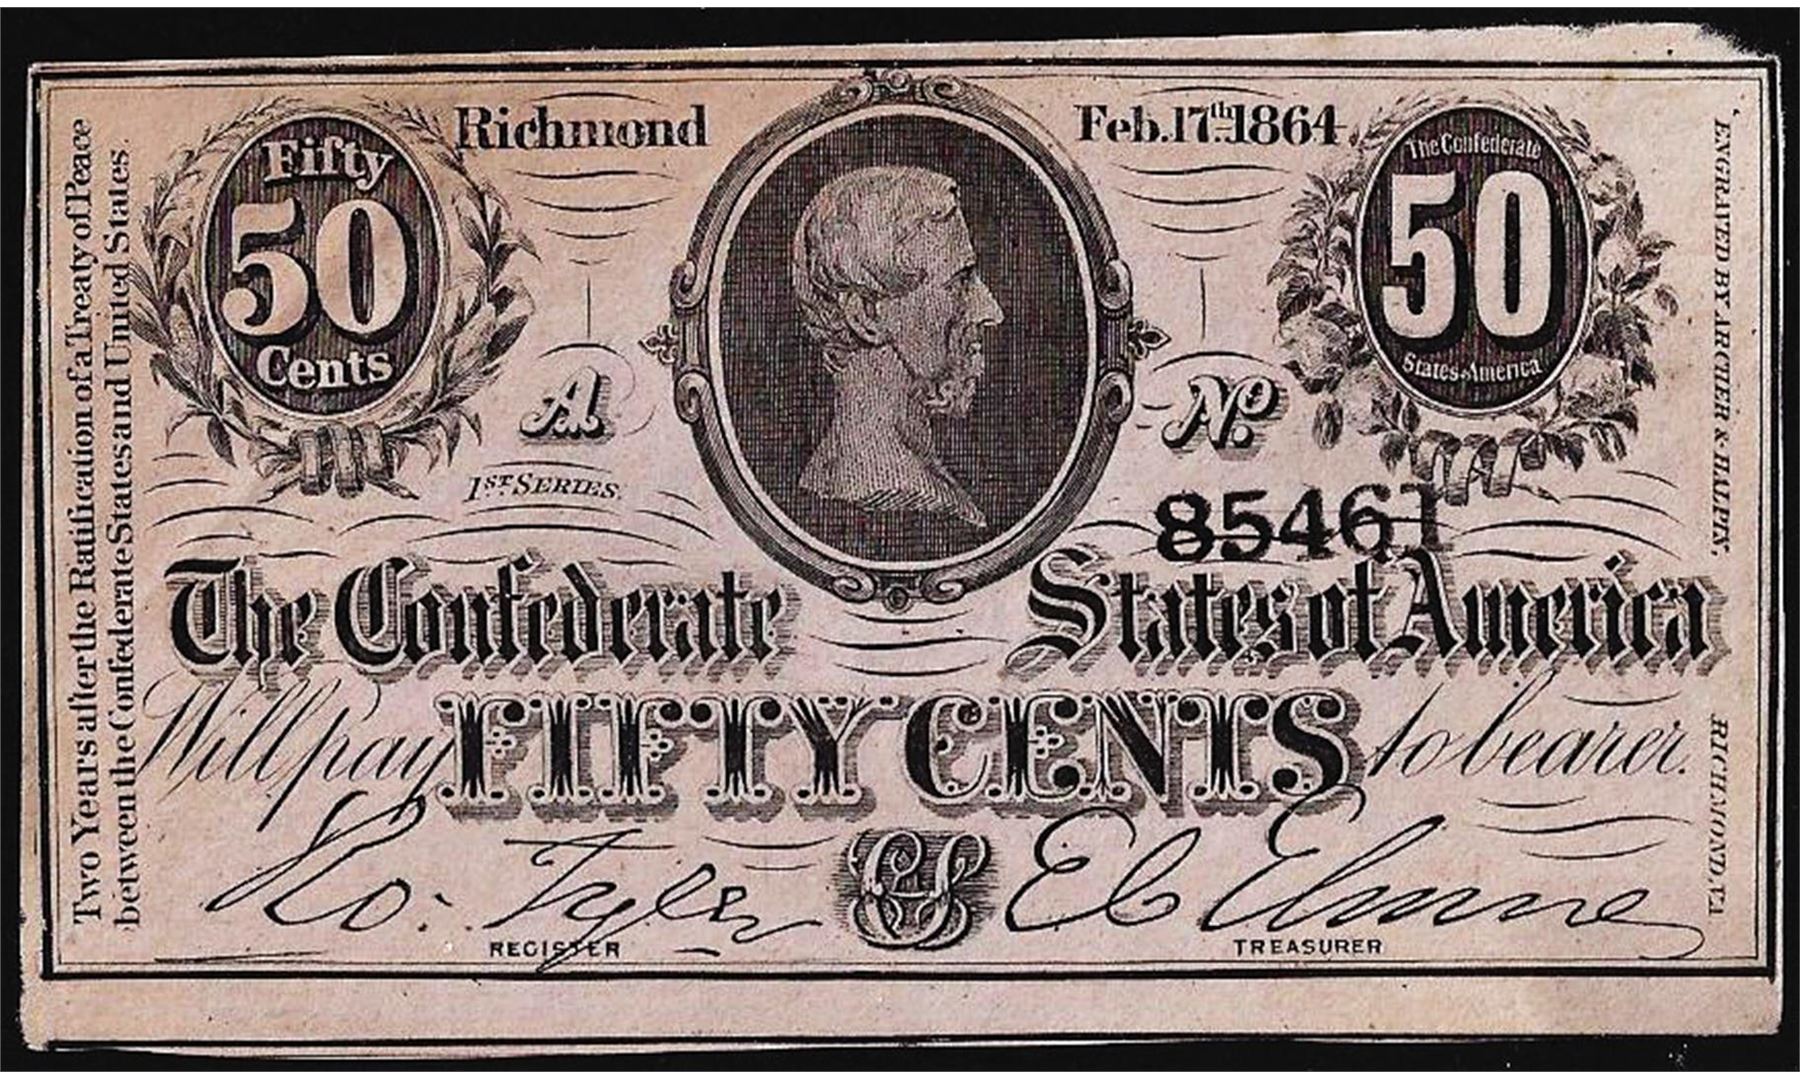 Two Years after the Ratification of a Treaty of Peace
between the Confederate States and United States.
Fifty
50
Cents
Richmond
Feb. 17th 1864
The Confederate
50
States America
A.
No.
1ST SERIES.
85461
The Confederate States of America
Will pay FIFTY CENTS to bearer.
Ro. Tyler
REGISTER
CS
TREASURER
ENGRAVED BY ARCHER & HALPIN,
RICHMOND, VA